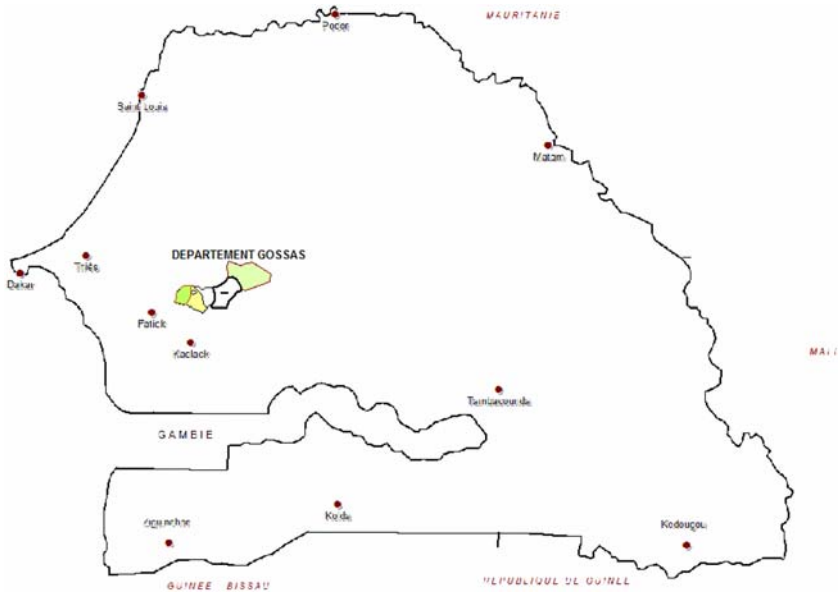 MAURITANIE
Podor
Saint Louis
Matam
DEPARTEMENT GOSSAS
Thiès
Dakar
Fatick
Kaolack
MALI
Tambacounda
GAMBIE
Kolda
Kedougou
GUINEE BISSAU
REPUBLIQUE DE GUINEE